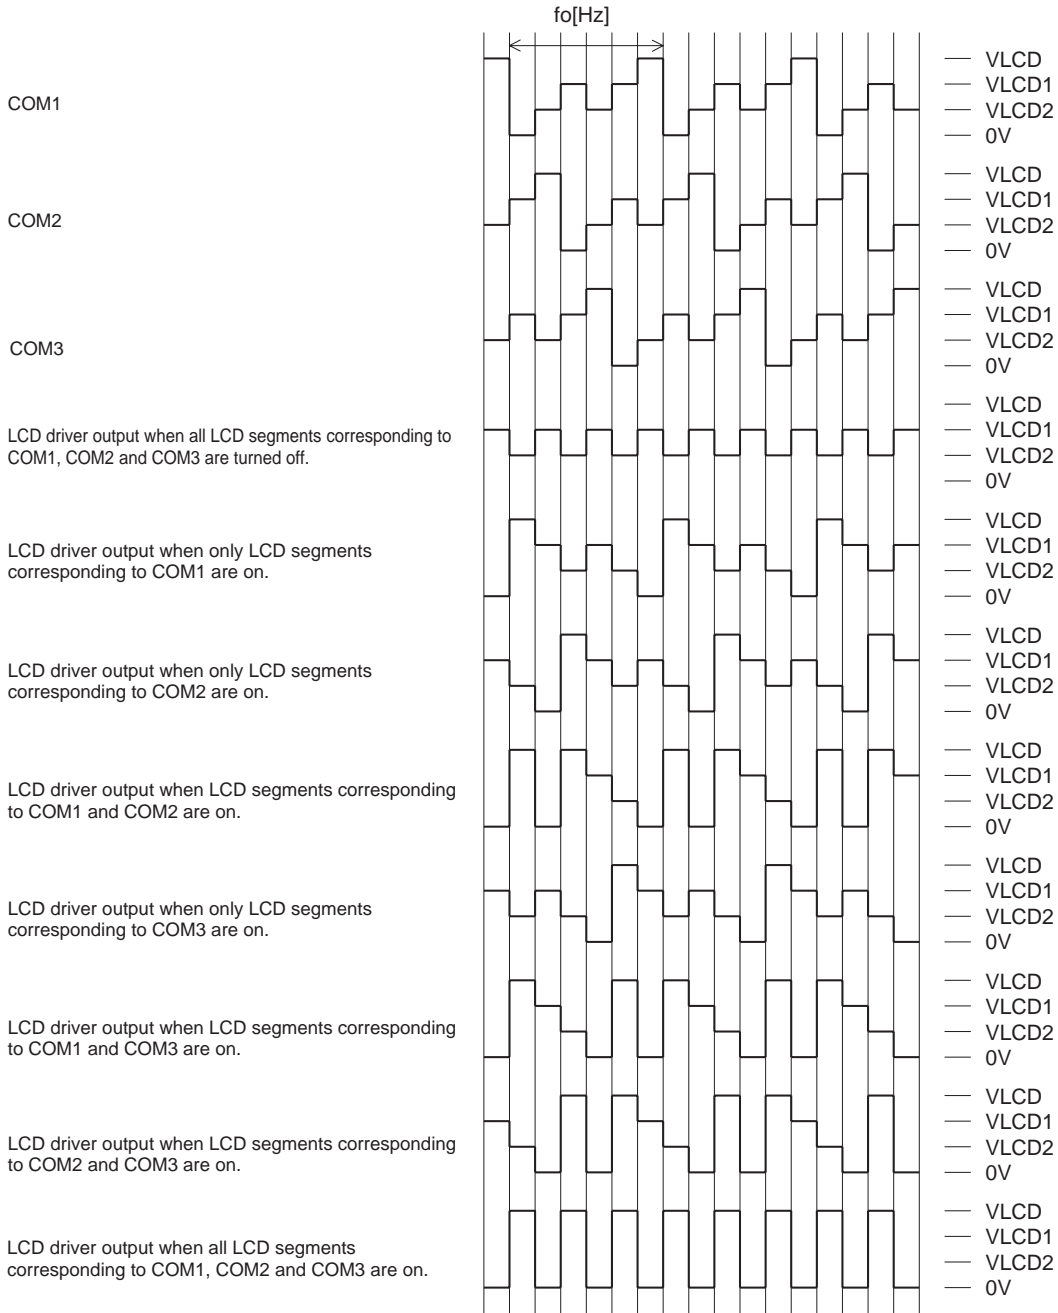 fo[Hz]
COM1
VLCD
VLCD1
VLCD2
0V
COM2
VLCD
VLCD1
VLCD2
0V
COM3
VLCD
VLCD1
VLCD2
0V
LCD driver output when all LCD segments corresponding to
COM1, COM2 and COM3 are turned off.
VLCD
VLCD1
VLCD2
0V
LCD driver output when only LCD segments
corresponding to COM1 are on.
VLCD
VLCD1
VLCD2
0V
LCD driver output when only LCD segments
corresponding to COM2 are on.
VLCD
VLCD1
VLCD2
0V
LCD driver output when LCD segments corresponding
to COM1 and COM2 are on.
VLCD
VLCD1
VLCD2
0V
LCD driver output when only LCD segments
corresponding to COM3 are on.
VLCD
VLCD1
VLCD2
0V
LCD driver output when LCD segments corresponding
to COM1 and COM3 are on.
VLCD
VLCD1
VLCD2
0V
LCD driver output when LCD segments corresponding
to COM2 and COM3 are on.
VLCD
VLCD1
VLCD2
0V
LCD driver output when all LCD segments
corresponding to COM1, COM2 and COM3 are on.
VLCD
VLCD1
VLCD2
0V